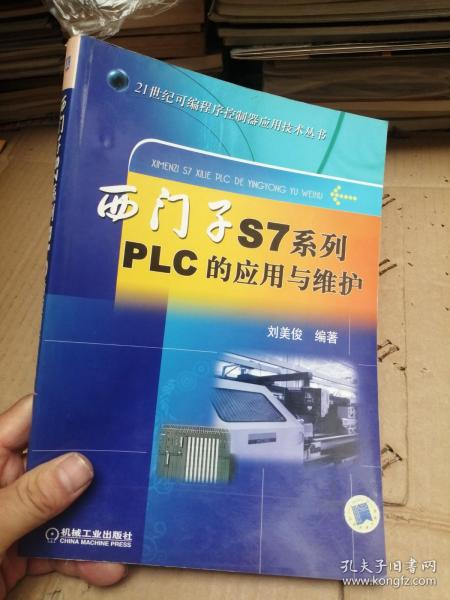 21世纪可编程序控制器应用技术丛书
XIMENZI S7 XILIE PLC DE YINGYONG YU WEIHU
西门子S7系列
PLC的应用与维护
刘美俊 编著
机械工业出版社
CHINA MACHINE PRESS
孔夫子旧书网
www.kongfz.com